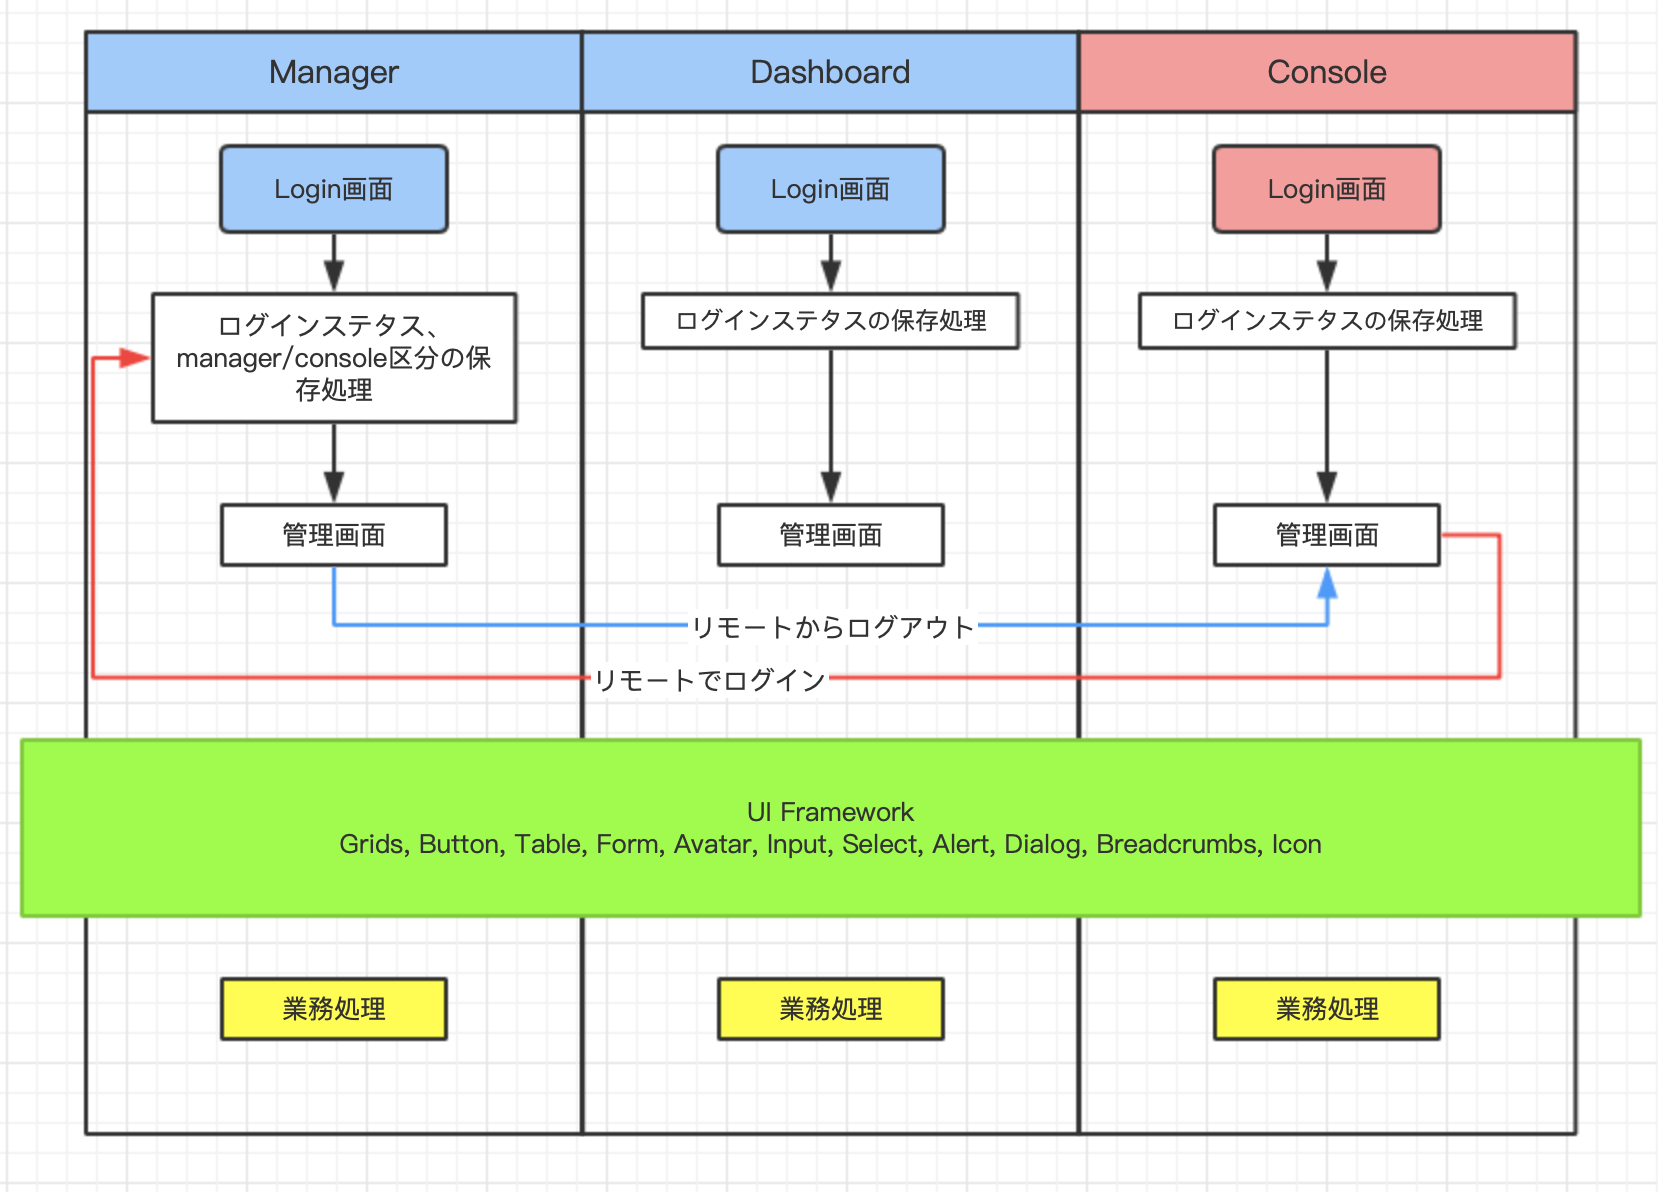 Manager
Dashboard
Console
Login画面
Login画面
Login画面
ログインステタス、
manager/console区分の保
存処理
ログインステタスの保存処理
ログインステタスの保存処理
管理画面
管理画面
管理画面
リモートからログアウト
リモートでログイン
UI Framework
Grids, Button, Table, Form, Avatar, Input, Select, Alert, Dialog, Breadcrumbs, Icon
業務処理
業務処理
業務処理